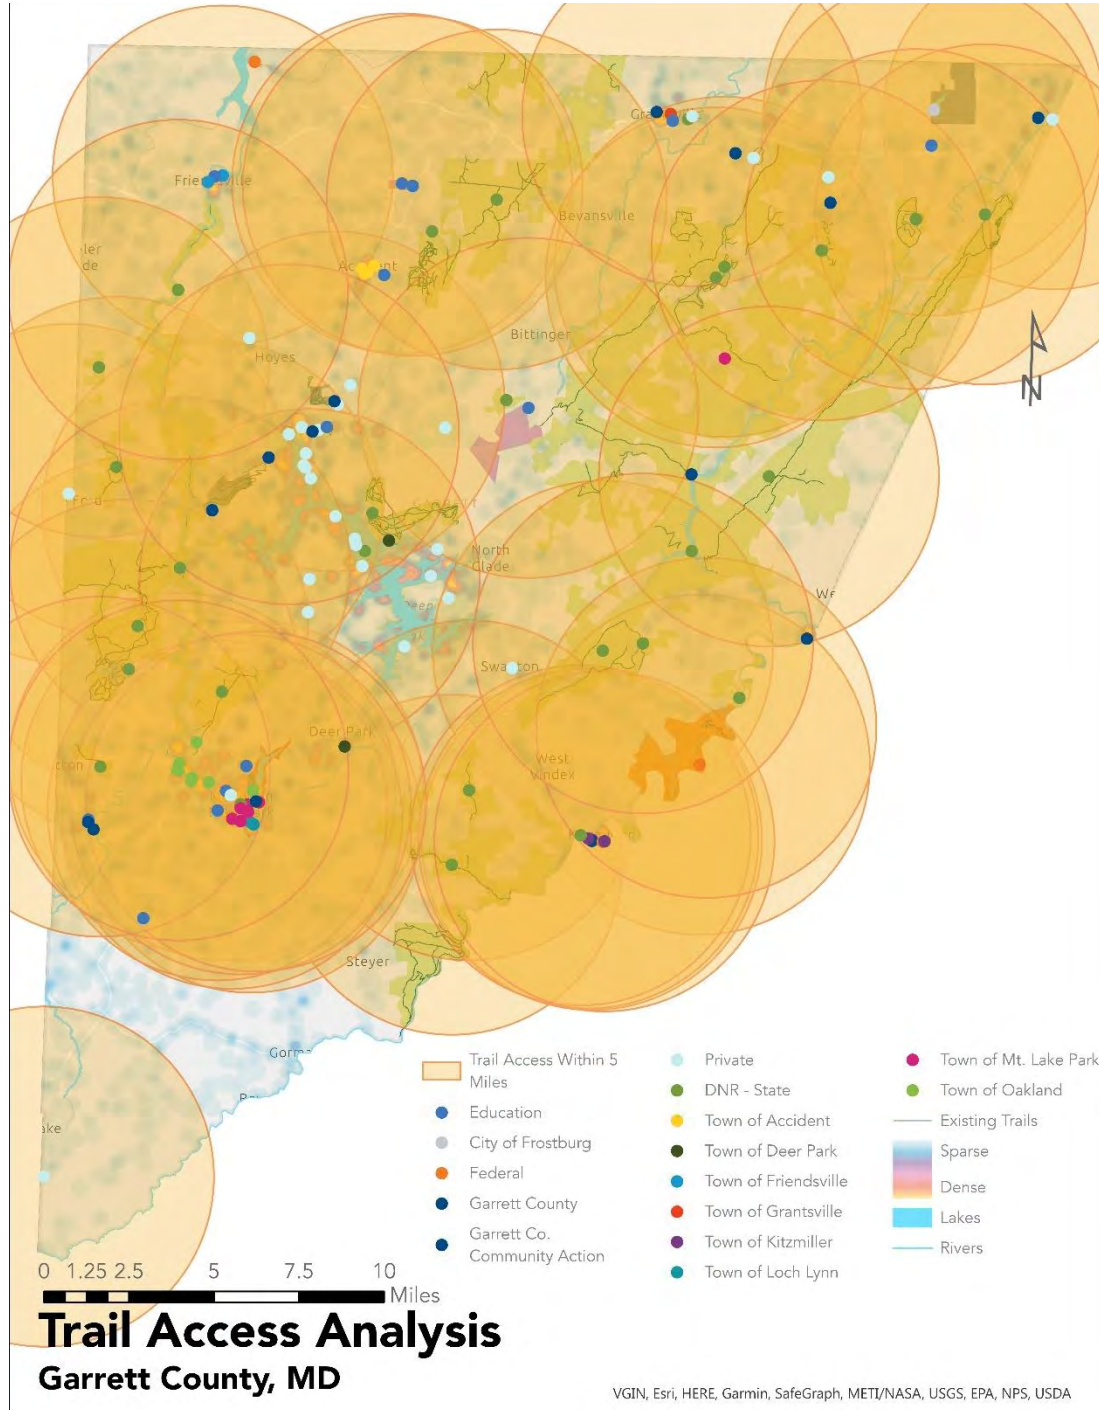 Friendsville
Bevansville
Bittinger
Hoyes
North
Glade
Swanton
Deer Park
West
Vindex
Steyer
N
Trail Access Within 5
Miles
Education
City of Frostburg
Federal
Garrett County
Garrett Co.
Community Action
Private
DNR - State
Town of Accident
Town of Deer Park
Town of Friendsville
Town of Grantsville
Town of Kitzmiller
Town of Loch Lynn
Town of Mt. Lake Park
Town of Oakland
Existing Trails
Sparse
Dense
Lakes
Rivers
0 1.25 2.5 5 7.5 10
Miles
Trail Access Analysis
Garrett County, MD
VGIN, Esri, HERE, Garmin, SafeGraph, METI/NASA, USGS, EPA, NPS, USDA